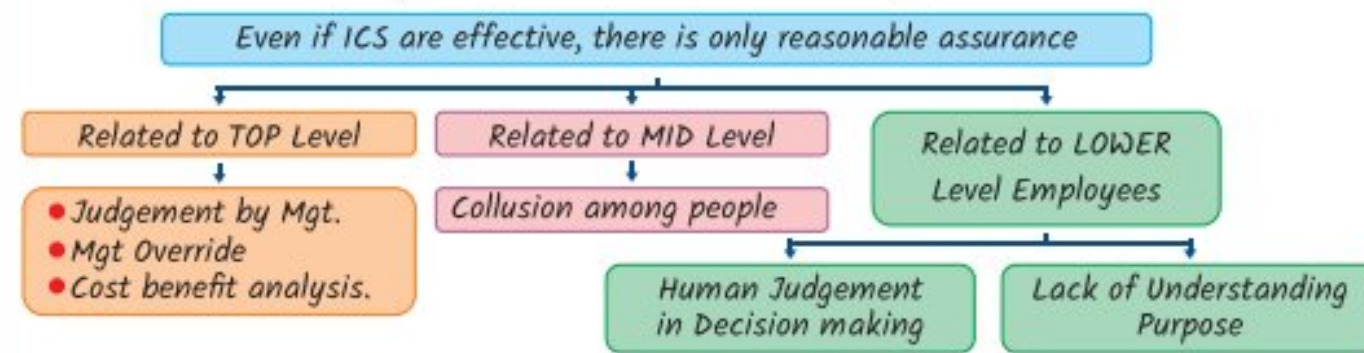 Even if ICS are effective, there is only reasonable assurance
Related to TOP Level
Judgement by Mgt.
Mgt Override
Cost benefit analysis.
Related to MID Level
Collusion among people
Related to LOWER
Level Employees
Human Judgement
in Decision making
Lack of Understanding
Purpose